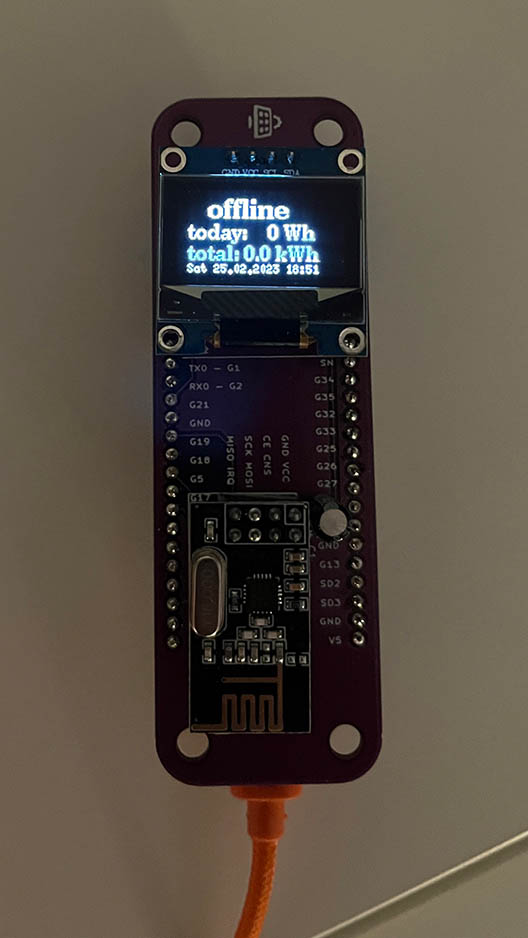 GND VCC SCL SDA
offline
today: 0 Wh
total: 0.0 kWh
Sat 25.02.2023 18:51
TX0 - G1
RX0 - G2
G21
GND
G19
G18
G5
G17
MISO IRQ
SCK MOSI
CE CNS
GND VCC
SN
G34
G35
G32
G33
G25
G26
G27
GND
G13
SD2
SD3
GND
V5
C1